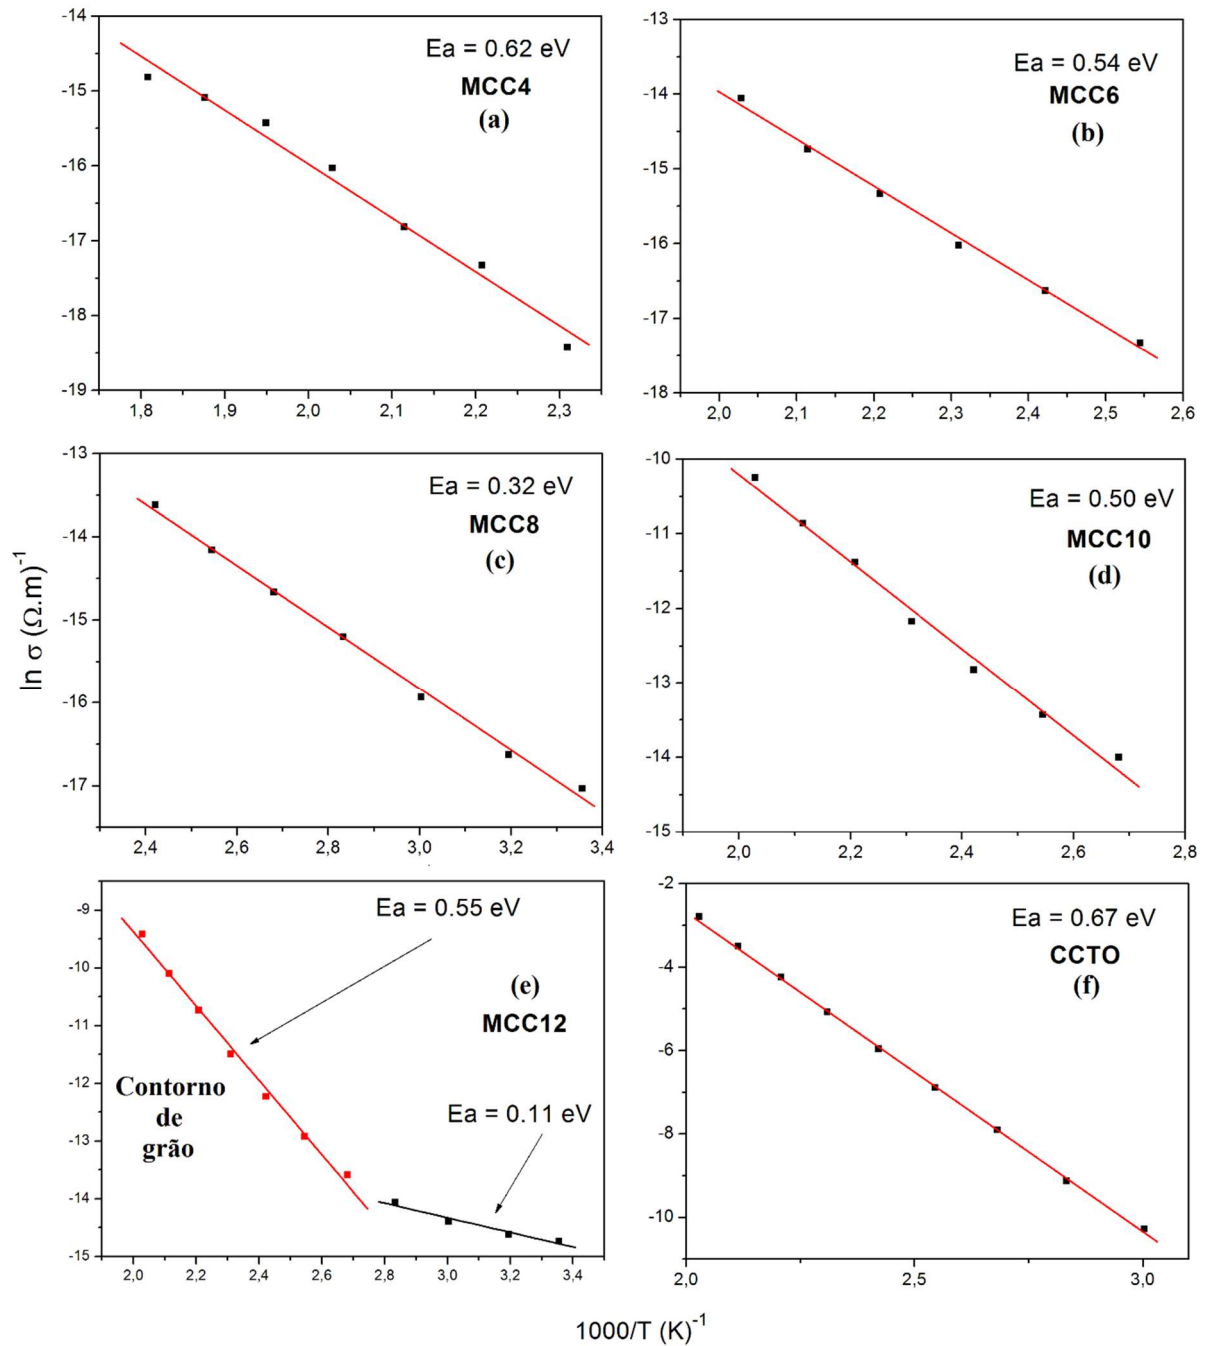 -14
-15
-16
-17
-18
-19
1,8
1,9
2,0
2,1
2,2
2,3
Ea = 0.62 eV
MCC4
(a)
-13
-14
-15
-16
-17
-18
2,0
2,1
2,2
2,3
2,4
2,5
2,6
Ea = 0.54 eV
MCC6
(b)
-13
-14
-15
-16
-17
2,4
2,6
2,8
3,0
3,2
3,4
Ea = 0.32 eV
MCC8
(c)
-10
-11
-12
-13
-14
-15
2,0
2,2
2,4
2,6
2,8
Ea = 0.50 eV
MCC10
(d)
-9
-10
-11
-12
-13
-14
-15
2,0
2,2
2,4
2,6
2,8
3,0
3,2
3,4
Ea = 0.55 eV
(e)
MCC12
Contorno
de
grão
Ea = 0.11 eV
-2
-4
-6
-8
-10
2,0
2,5
3,0
Ea = 0.67 eV
CCTO
(f)
ln σ (Ω.m)⁻¹
1000/T (K)⁻¹